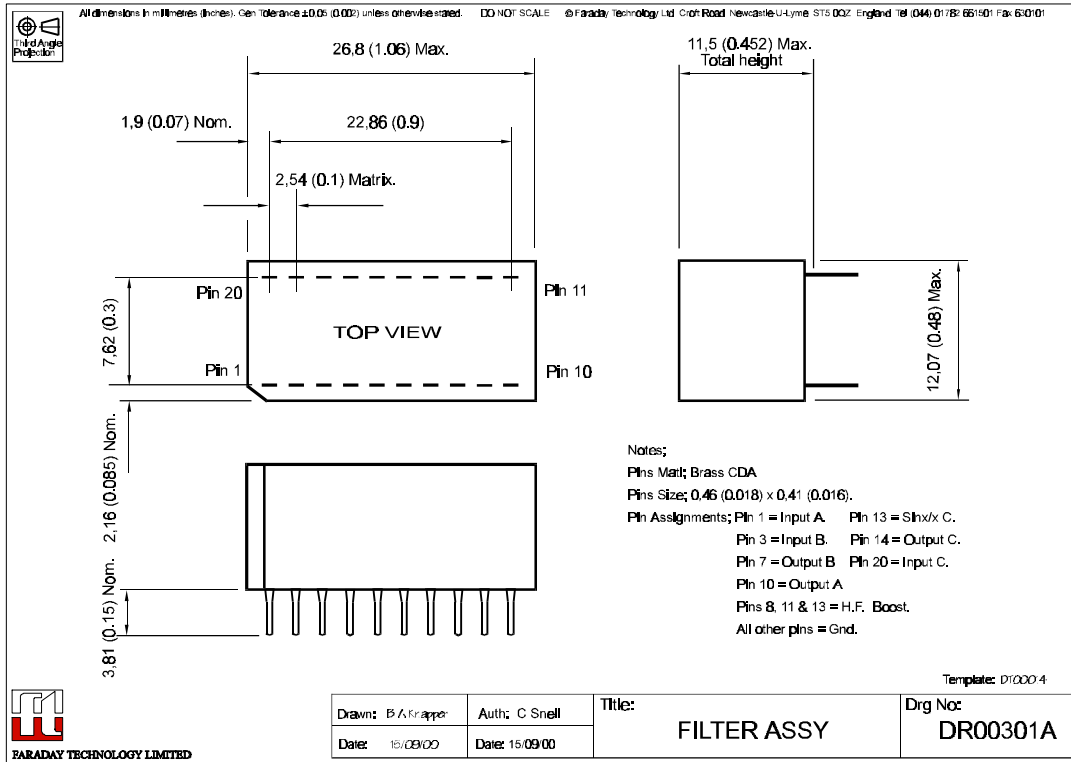 All dimensions in millimetres (inches). Gen Tolerance ±0.05 (0.002) unless otherwise stated. DO NOT SCALE © Faraday Technology Ltd Croft Road Newcastle-U-Lyme ST5 0QZ England Tel (044) 01782 661501 Fax 630101
Third Angle
Projection
26,8 (1.06) Max.
11,5 (0.452) Max.
Total height
1,9 (0.07) Nom.
22,86 (0.9)
2,54 (0.1) Matrix.
Pin 20
Pin 11
7,62 (0.3)
TOP VIEW
12,07 (0.48) Max.
Pin 1
Pin 10
2,16 (0.085) Nom.
3,81 (0.15) Nom.
Notes;
Pins Matl; Brass CDA
Pins Size; 0,46 (0.018) x 0,41 (0.016).
Pin Assignments; Pin 1 = Input A. Pin 13 = Sinx/x C.
Pin 3 = Input B. Pin 14 = Output C.
Pin 7 = Output B Pin 20 = Input C.
Pin 10 = Output A
Pins 8, 11 & 13 = H.F. Boost.
All other pins = Gnd.
Template: DT00014
Drawn: B A Knapper
Auth; C Snell
Title:
FILTER ASSY
Drg No:
DR00301A
Date: 15/09/00
Date: 15/09/00
FARADAY TECHNOLOGY LIMITED